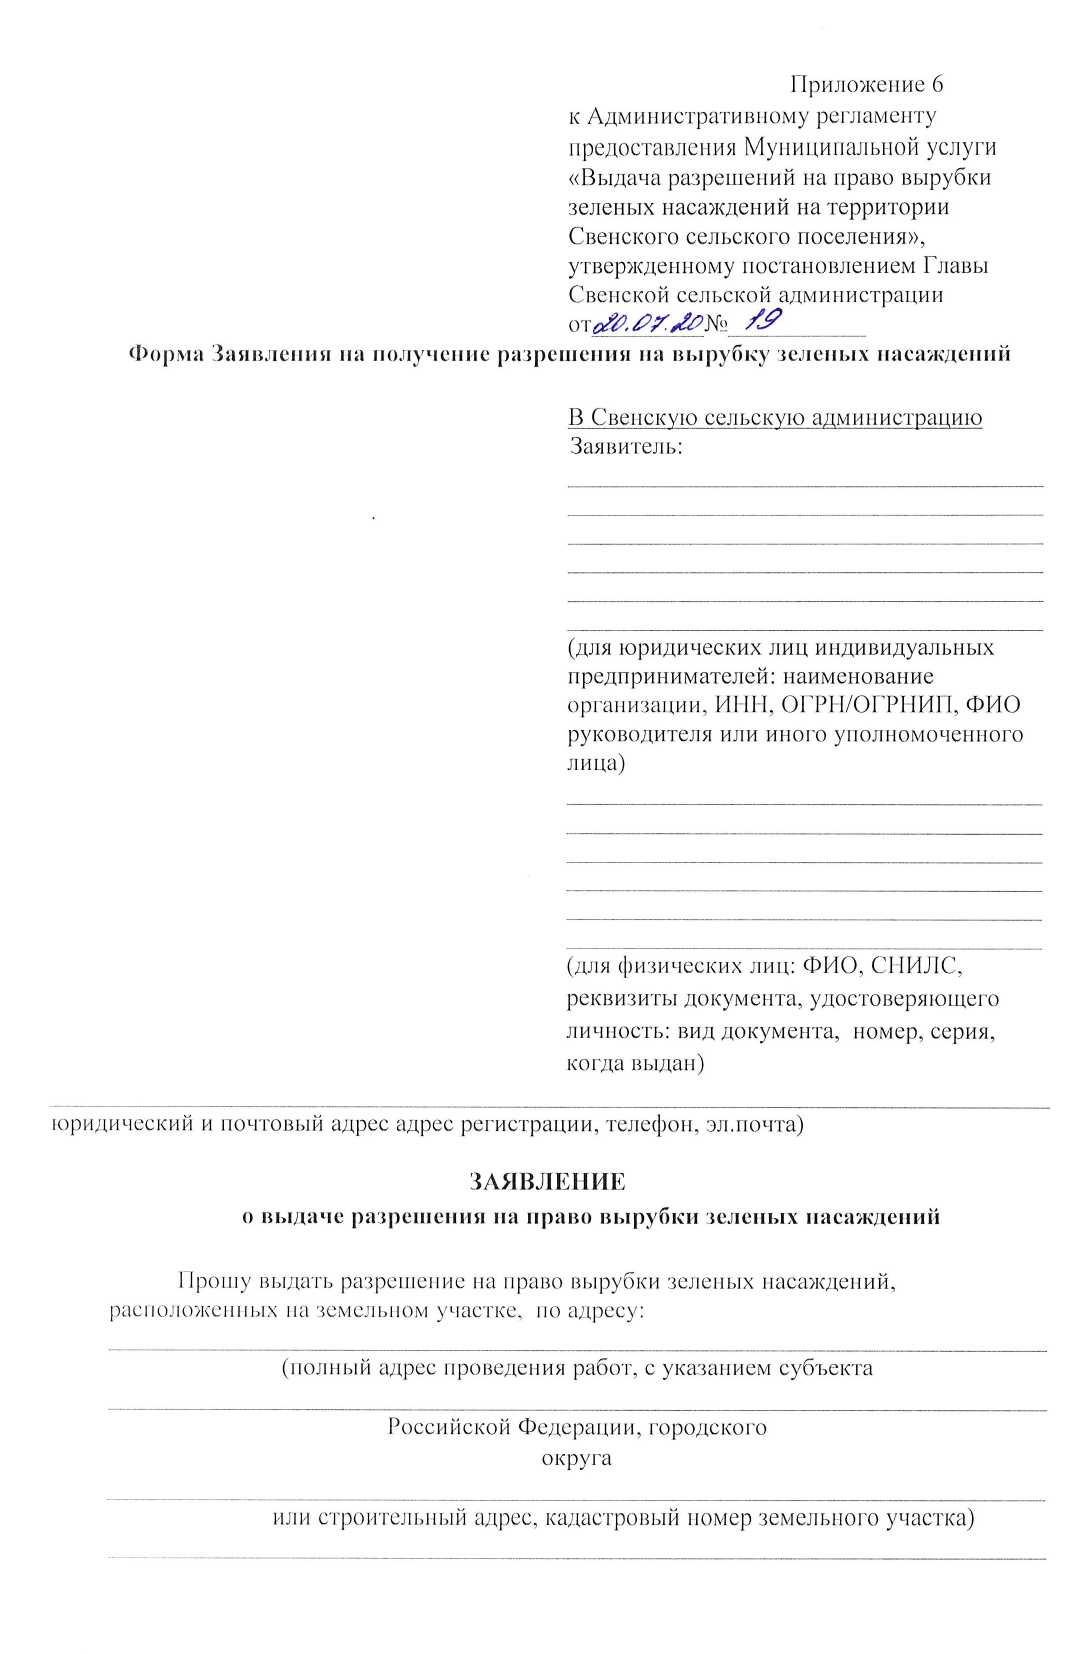 Приложение 6
к Административному регламенту
предоставления Муниципальной услуги
«Выдача разрешений на право вырубки
зеленых насаждений на территории
Свенского сельского поселения»,
утвержденному постановлением Главы
Свенской сельской администрации
от 20.07.20 № 19
Форма Заявления на получение разрешения на вырубку зеленых насаждений
В Свенскую сельскую администрацию
Заявитель:
(для юридических лиц индивидуальных
предпринимателей: наименование
организации, ИНН, ОГРН/ОГРНИП, ФИО
руководителя или иного уполномоченного
лица)
(для физических лиц: ФИО, СНИЛС,
реквизиты документа, удостоверяющего
личность: вид документа, номер, серия,
когда выдан)
юридический и почтовый адрес адрес регистрации, телефон, эл.почта)
ЗАЯВЛЕНИЕ
о выдаче разрешения на право вырубки зеленых насаждений
Прошу выдать разрешение на право вырубки зеленых насаждений,
расположенных на земельном участке, по адресу:
(полный адрес проведения работ, с указанием субъекта
Российской Федерации, городского
округа
или строительный адрес, кадастровый номер земельного участка)